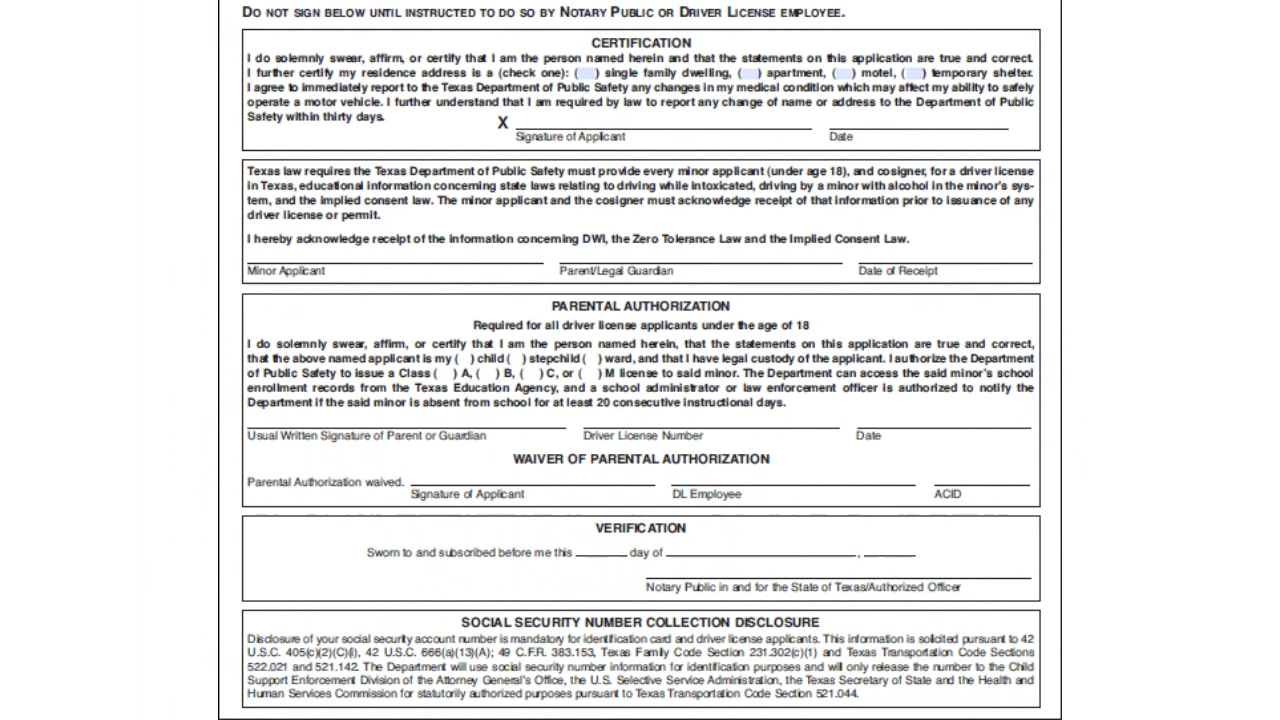 DO NOT SIGN BELOW UNTIL INSTRUCTED TO DO SO BY NOTARY PUBLIC OR DRIVER LICENSE EMPLOYEE.
CERTIFICATION
I do solemnly swear, affirm, or certify that I am the person named herein and that the statements on this application are true and correct.
I further certify my residence address is a (check one): ( ) single family dwelling, ( ) apartment, ( ) motel, ( ) temporary shelter.
I agree to immediately report to the Texas Department of Public Safety any changes in my medical condition which may affect my ability to safely
operate a motor vehicle. I further understand that I am required by law to report any change of name or address to the Department of Public
Safety within thirty days.
X
Signature of Applicant Date
Texas law requires the Texas Department of Public Safety must provide every minor applicant (under age 18), and cosigner, for a driver license
in Texas, educational information concerning state laws relating to driving while intoxicated, driving by a minor with alcohol in the minor's sys-
tem, and the implied consent law. The minor applicant and the cosigner must acknowledge receipt of that information prior to issuance of any
driver license or permit.
I hereby acknowledge receipt of the information concerning DWI, the Zero Tolerance Law and the Implied Consent Law.
Minor Applicant Parent/Legal Guardian Date of Receipt
PARENTAL AUTHORIZATION
Required for all driver license applicants under the age of 18
I do solemnly swear, affirm, or certify that I am the person named herein, that the statements on this application are true and correct,
that the above named applicant is my ( ) child ( ) stepchild ( ) ward, and that I have legal custody of the applicant. I authorize the Department
of Public Safety to issue a Class ( ) A, ( ) B, ( ) C, or ( ) M license to said minor. The Department can access the said minor's school
enrollment records from the Texas Education Agency, and a school administrator or law enforcement officer is authorized to notify the
Department if the said minor is absent from school for at least 20 consecutive instructional days.
Usual Written Signature of Parent or Guardian Driver License Number Date
WAIVER OF PARENTAL AUTHORIZATION
Parental Authorization waived.
Signature of Applicant DL Employee ACID
VERIFICATION
Sworn to and subscribed before me this ______ day of ______________________, ______
Notary Public in and for the State of Texas/Authorized Officer
SOCIAL SECURITY NUMBER COLLECTION DISCLOSURE
Disclosure of your social security account number is mandatory for identification card and driver license applicants. This information is solicited pursuant to 42
U.S.C. 405(c)(2)(C)(i), 42 U.S.C. 666(a)(13)(A); 49 C.F.R. 383.153, Texas Family Code Section 231.302(c)(1) and Texas Transportation Code Sections
522.021 and 521.142. The Department will use social security number information for identification purposes and will only release the number to the Child
Support Enforcement Division of the Attorney General's Office, the U.S. Selective Service Administration, the Texas Secretary of State and the Health and
Human Services Commission for statutorily authorized purposes pursuant to Texas Transportation Code Section 521.044.